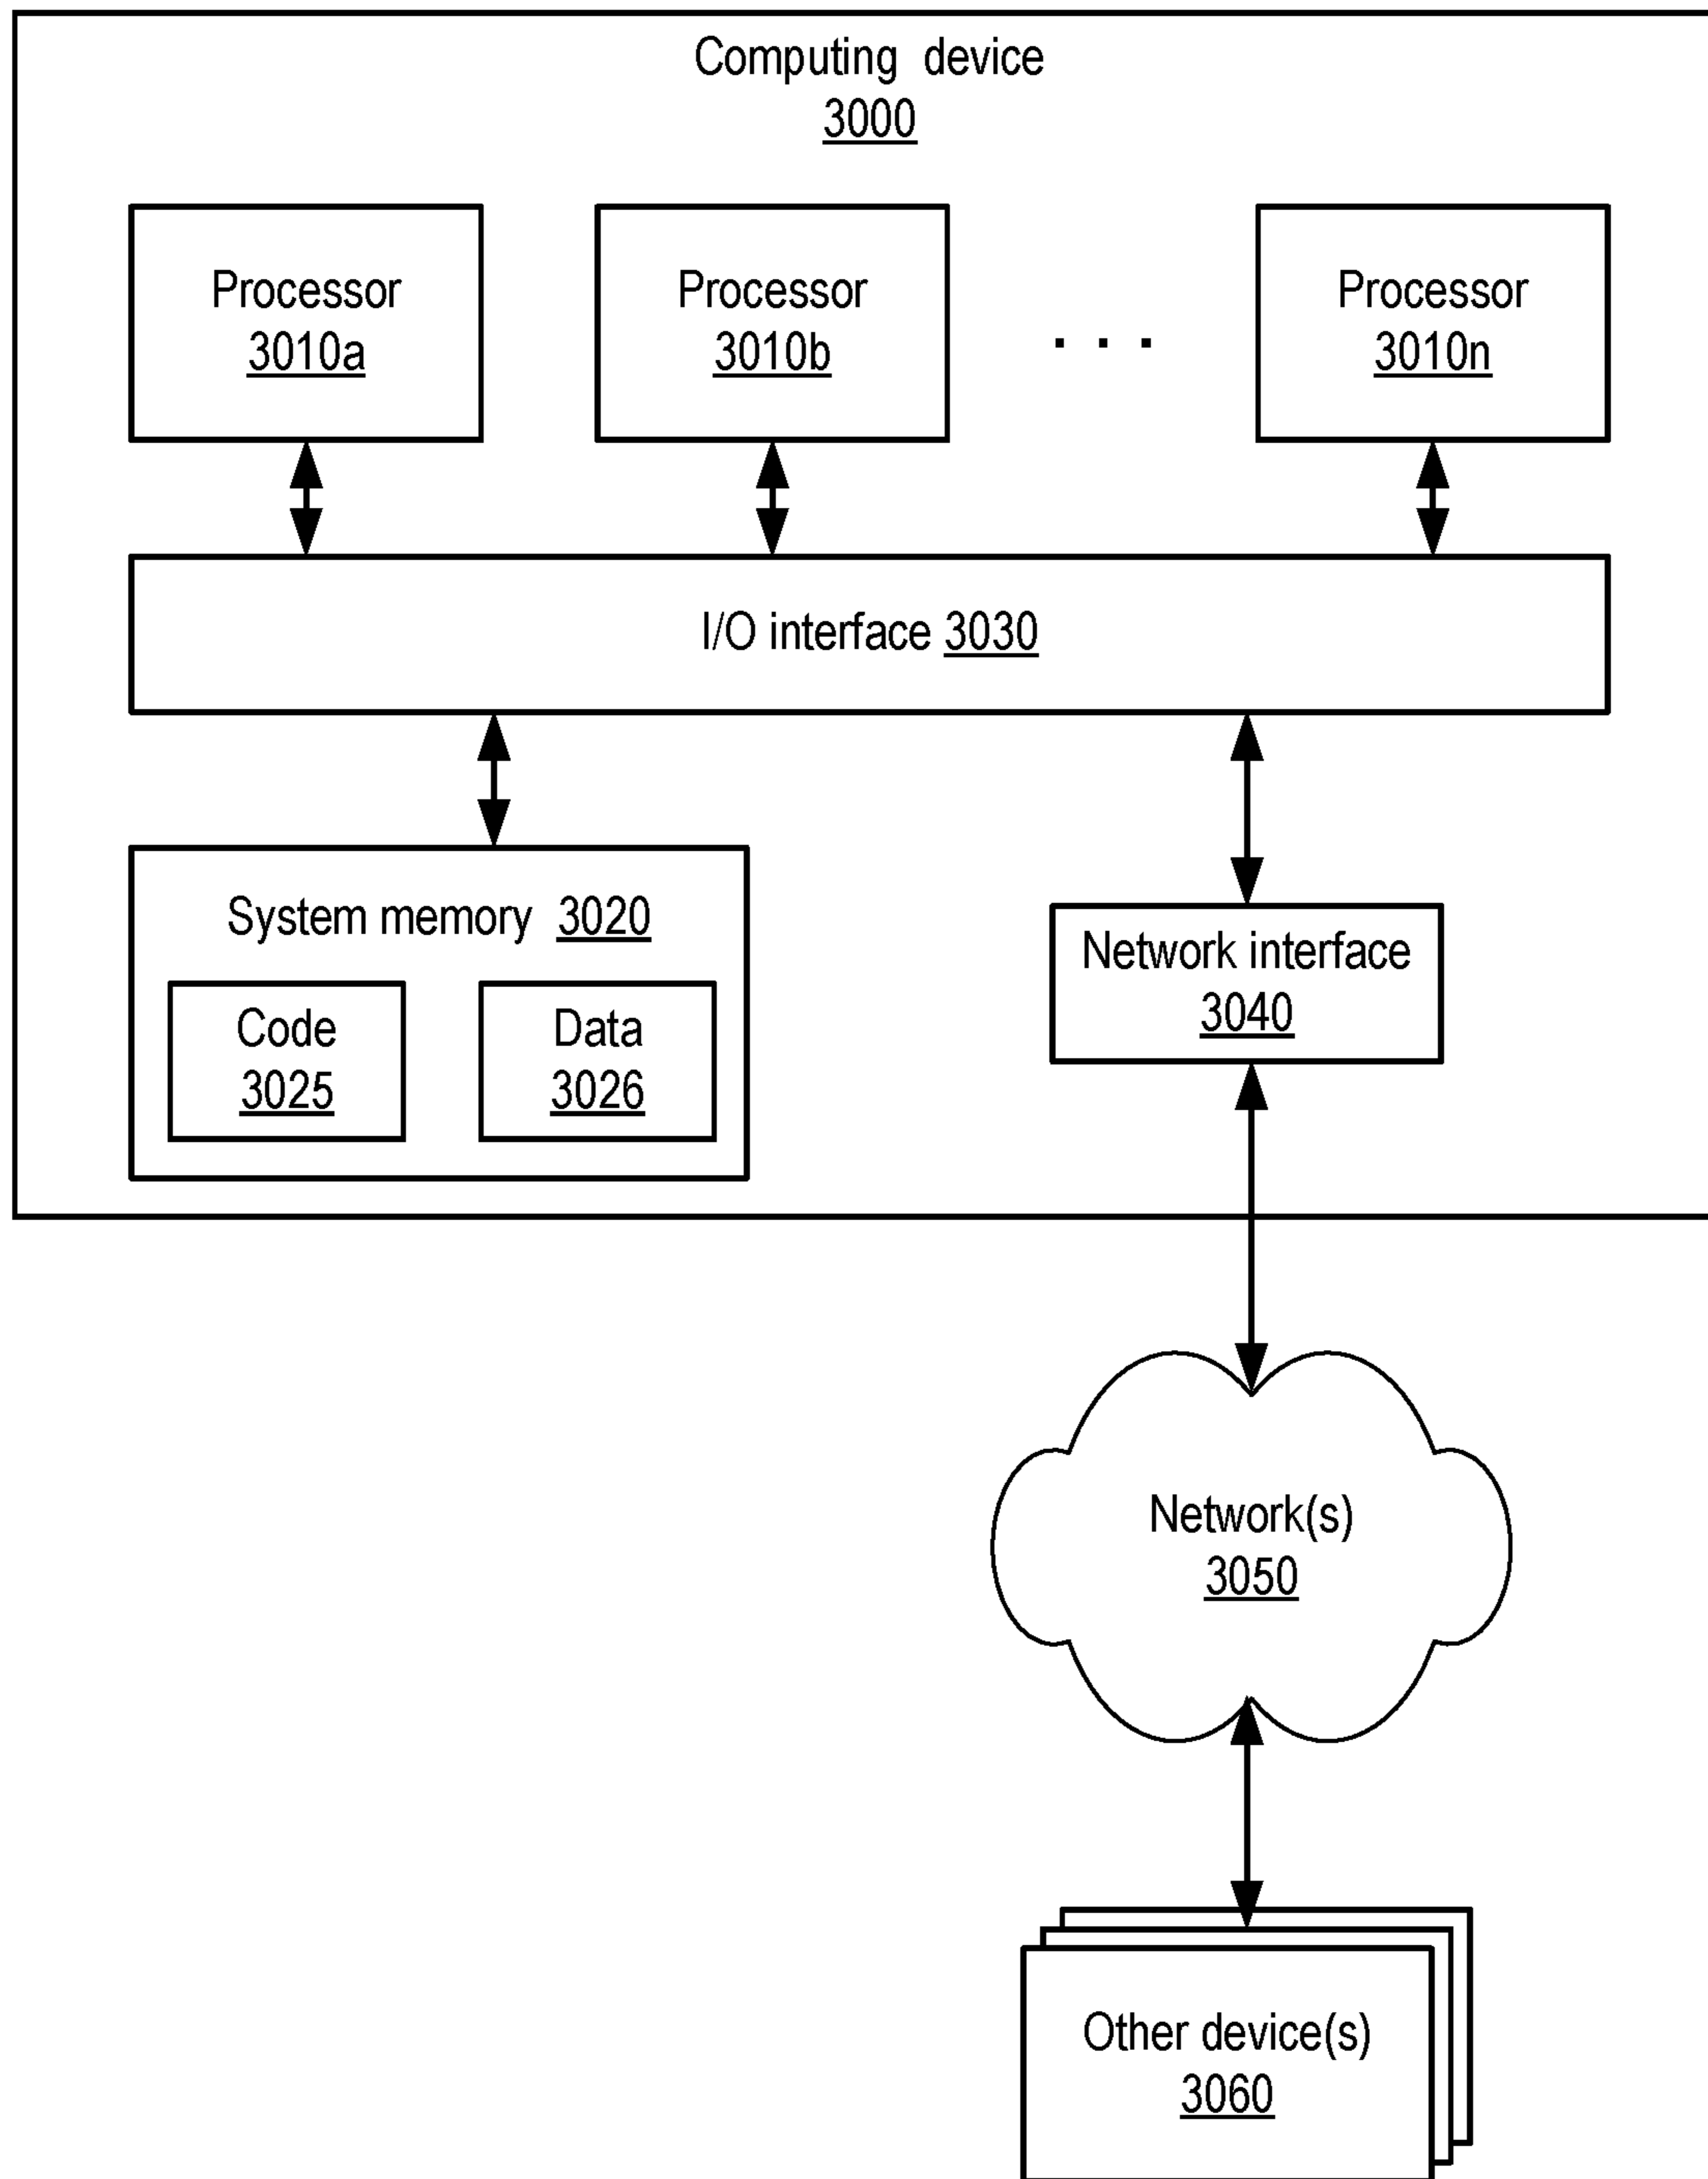 Computing device
3000
Processor
3010a
Processor
3010b
. . .
Processor
3010n
I/O interface 3030
System memory 3020
Code
3025
Data
3026
Network interface
3040
Network(s)
3050
Other device(s)
3060